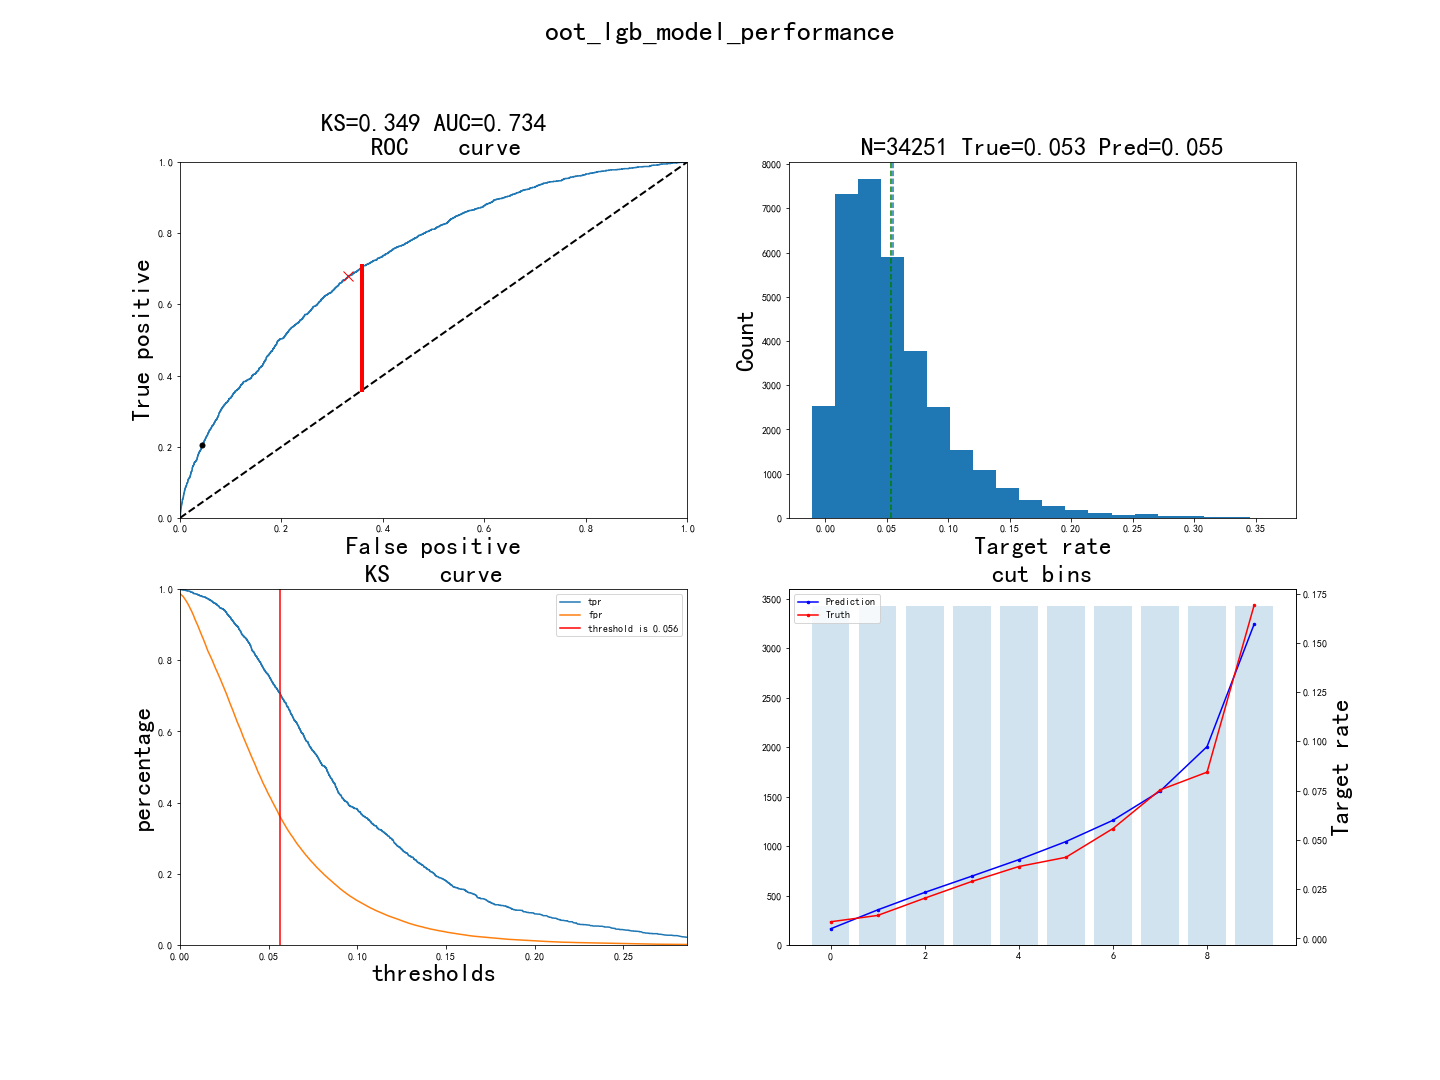 oot_lgb_model_performance
KS=0.349 AUC=0.734
ROC curve
1.0
0.8
0.6
0.4
0.2
0.0
0.0 0.2 0.4 0.6 0.8 1.0
True positive
False positive
N=34251 True=0.053 Pred=0.055
8000
7000
6000
5000
4000
3000
2000
1000
0
0.00 0.05 0.10 0.15 0.20 0.25 0.30 0.35
Count
Target rate
KS curve
1.0
0.8
0.6
0.4
0.2
0.0
0.00 0.05 0.10 0.15 0.20 0.25
tpr
fpr
threshold is 0.056
percentage
thresholds
cut bins
3500
3000
2500
2000
1500
1000
500
0
0 2 4 6 8
Prediction
Truth
0.175
0.150
0.125
0.100
0.075
0.050
0.025
0.000
Target rate